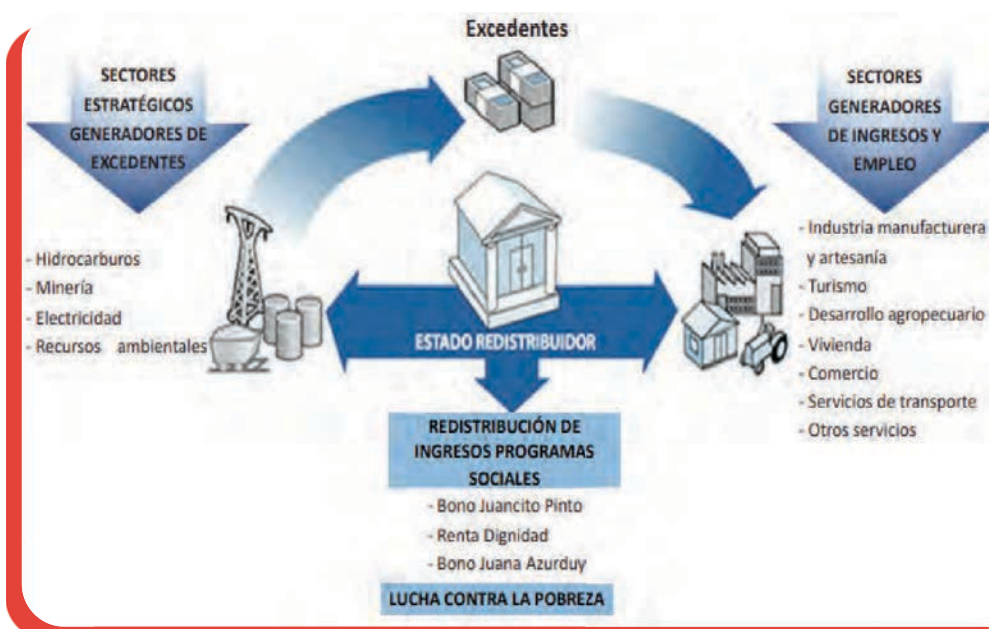 Excedentes
SECTORES
ESTRATÉGICOS
GENERADORES DE
EXCEDENTES
- Hidrocarburos
- Minería
- Electricidad
- Recursos ambientales
SECTORES
GENERADORES
DE INGRESOS Y
EMPLEO
- Industria manufacturera
y artesanía
- Turismo
- Desarrollo agropecuario
- Vivienda
- Comercio
- Servicios de transporte
- Otros servicios
ESTADO REDISTRIBUIDOR
REDISTRIBUCIÓN DE
INGRESOS PROGRAMAS
SOCIALES
- Bono Juancito Pinto
- Renta Dignidad
- Bono Juana Azurduy
LUCHA CONTRA LA POBREZA